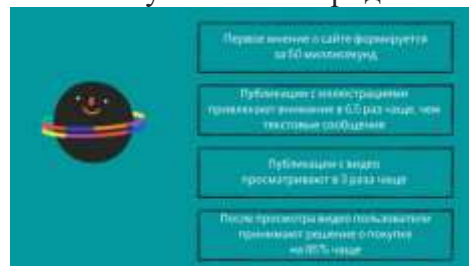 Первое мнение о сайте формируется
за 50 миллисекунд
Публикации с иллюстрациями
привлекают внимание в 6,5 раз чаще, чем
текстовые сообщения
Публикации с видео
просматривают в 3 раза чаще
После просмотра видео пользователи
принимают решение о покупке
на 85% чаще